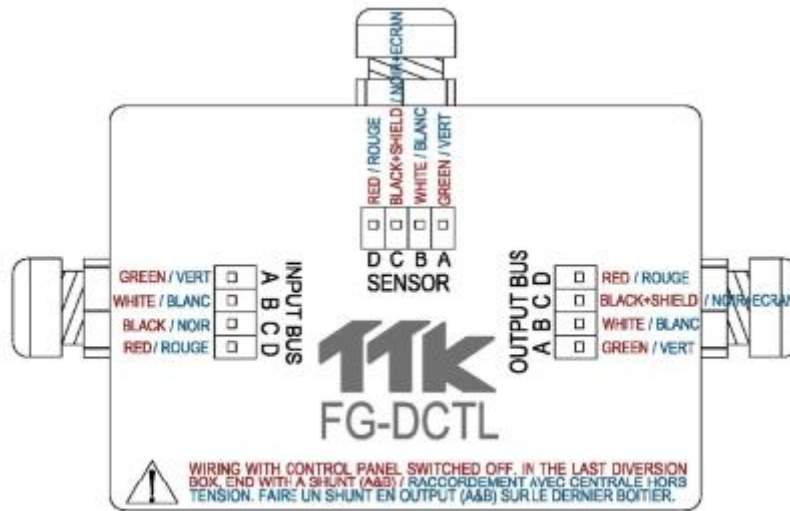 RED / ROUGE
BLACK+SHIELD / NOIR+ECRAN
WHITE / BLANC
GREEN / VERT
D C B A
SENSOR
GREEN / VERT
WHITE / BLANC
BLACK / NOIR
RED / ROUGE
A B C D
INPUT BUS
OUTPUT BUS
A B C D
RED / ROUGE
BLACK+SHIELD / NOIR+ECRAN
WHITE / BLANC
GREEN / VERT
TTK
FG-DCTL
WIRING WITH CONTROL PANEL SWITCHED OFF. IN THE LAST DIVERSION
BOX, END WITH A SHUNT (A&B) / RACCORDEMENT AVEC CENTRALE HORS
TENSION. FAIRE UN SHUNT EN OUTPUT (A&B) SUR LE DERNIER BOITIER.